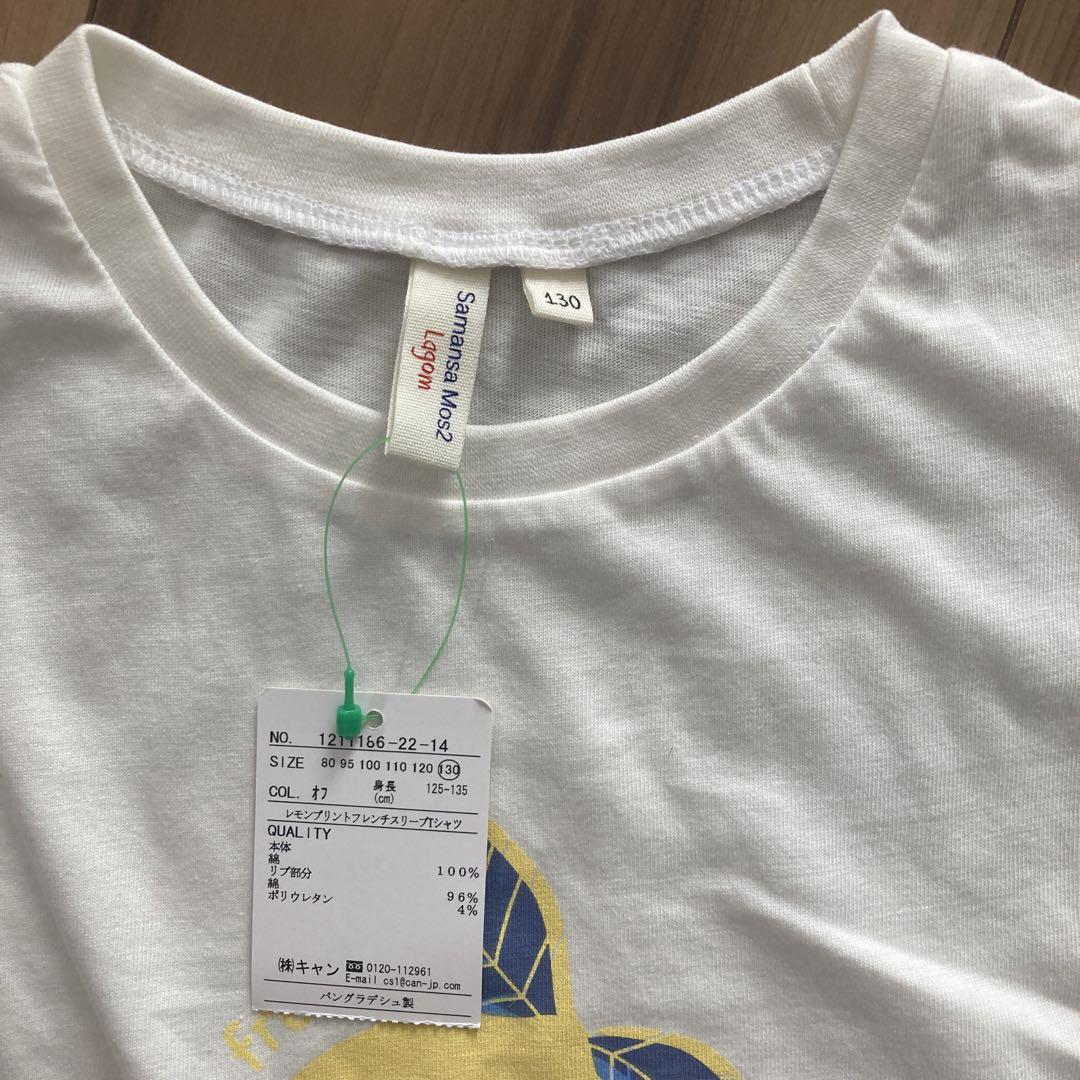 Samansa Mos2
Lagom
130
NO. 1211186-22-14
SIZE 80 95 100 110 120 130
COL. オフ 身長(cm) 125-135
レモンプリントフレンチスリーブTシャツ
QUALITY
本体
綿 100%
リブ部分
綿 96%
ポリウレタン 4%
㈱キャン 0120-112961
E-mail cs1@can-jp.com
バングラデシュ製